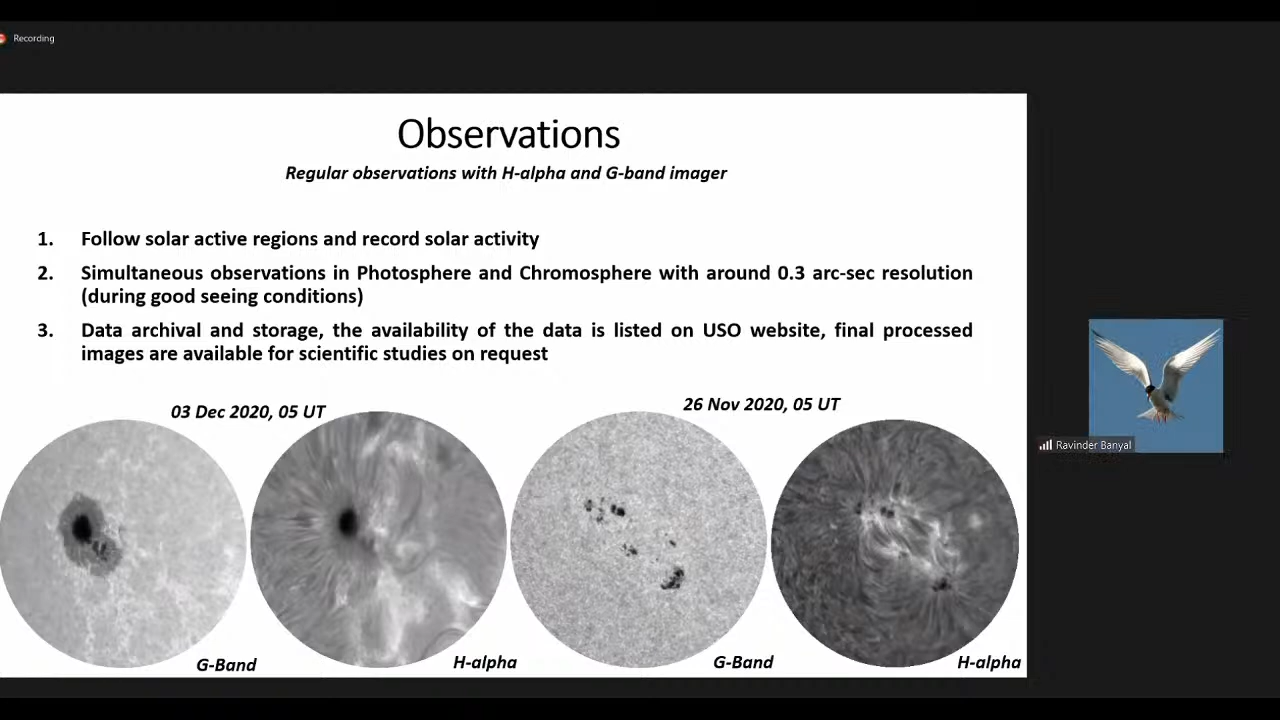 Recording
Observations
Regular observations with H-alpha and G-band imager
1. Follow solar active regions and record solar activity
2. Simultaneous observations in Photosphere and Chromosphere with around 0.3 arc-sec resolution
(during good seeing conditions)
3. Data archival and storage, the availability of the data is listed on USO website, final processed
images are available for scientific studies on request
03 Dec 2020, 05 UT
26 Nov 2020, 05 UT
G-Band
H-alpha
G-Band
H-alpha
Ravinder Banyal